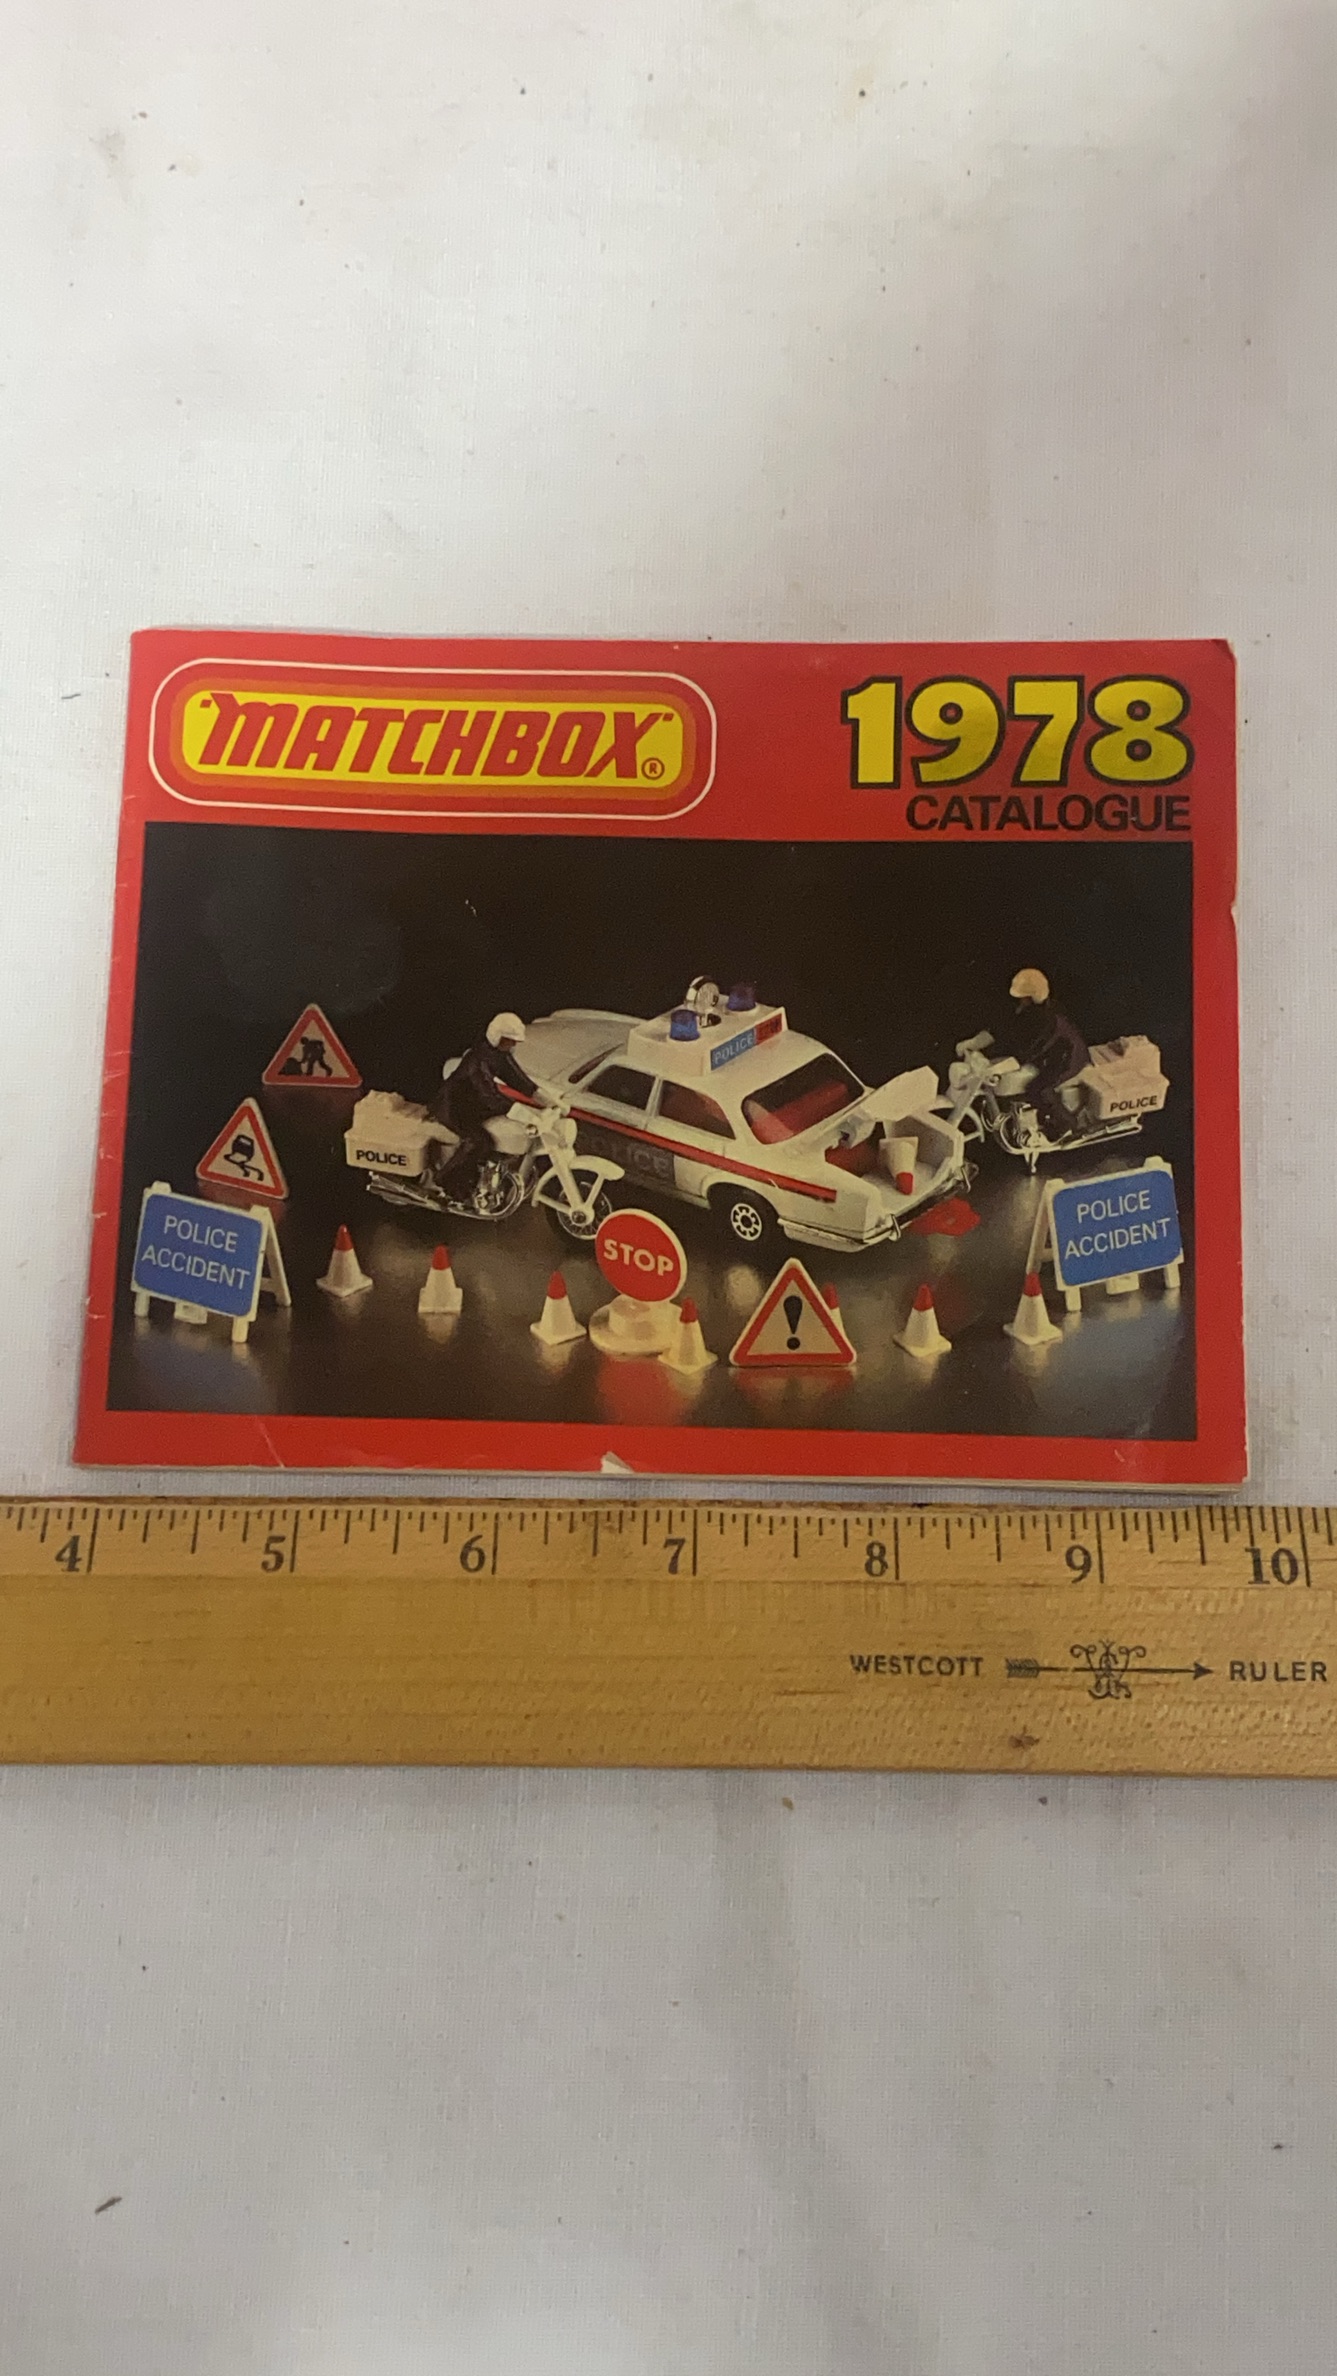 "MATCHBOX"®
1978
CATALOGUE
POLICE
POLICE
POLICE
POLICE
POLICE
ACCIDENT
STOP
POLICE
ACCIDENT
4 5 6 7 8 9 10
WESTCOTT RULER